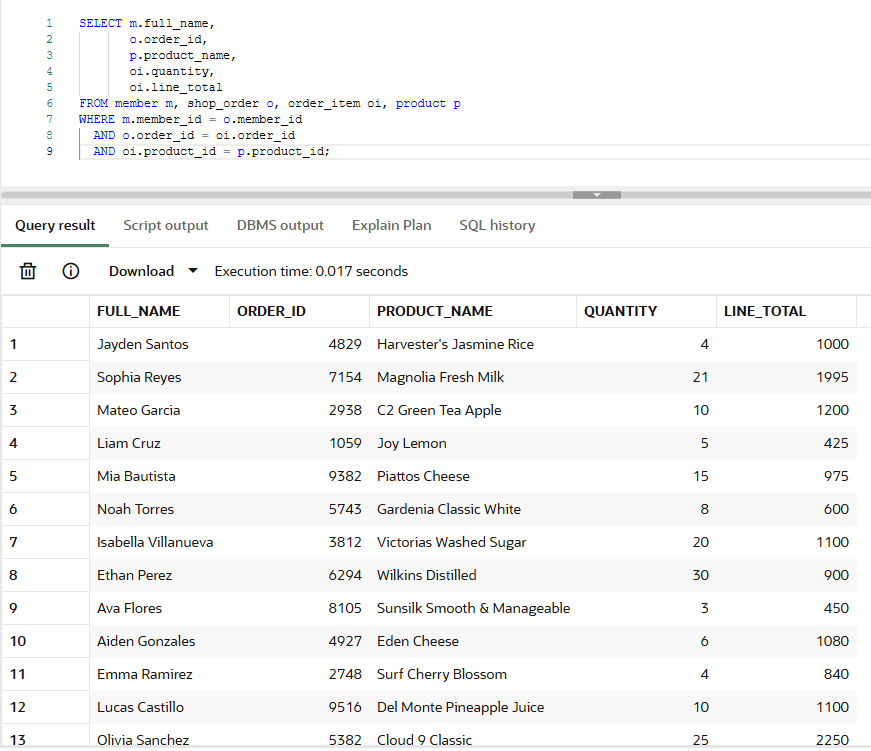 1 SELECT m.full_name,
2 o.order_id,
3 p.product_name,
4 oi.quantity,
5 oi.line_total
6 FROM member m, shop_order o, order_item oi, product p
7 WHERE m.member_id = o.member_id
8 AND o.order_id = oi.order_id
9 AND oi.product_id = p.product_id;
Query result Script output DBMS output Explain Plan SQL history
Download Execution time: 0.017 seconds
FULL_NAME ORDER_ID PRODUCT_NAME QUANTITY LINE_TOTAL
1 Jayden Santos 4829 Harvester's Jasmine Rice 4 1000
2 Sophia Reyes 7154 Magnolia Fresh Milk 21 1995
3 Mateo Garcia 2938 C2 Green Tea Apple 10 1200
4 Liam Cruz 1059 Joy Lemon 5 425
5 Mia Bautista 9382 Piattos Cheese 15 975
6 Noah Torres 5743 Gardenia Classic White 8 600
7 Isabella Villanueva 3812 Victorias Washed Sugar 20 1100
8 Ethan Perez 6294 Wilkins Distilled 30 900
9 Ava Flores 8105 Sunsilk Smooth & Manageable 3 450
10 Aiden Gonzales 4927 Eden Cheese 6 1080
11 Emma Ramirez 2748 Surf Cherry Blossom 4 840
12 Lucas Castillo 9516 Del Monte Pineapple Juice 10 1100
13 Olivia Sanchez 5382 Cloud 9 Classic 25 2250